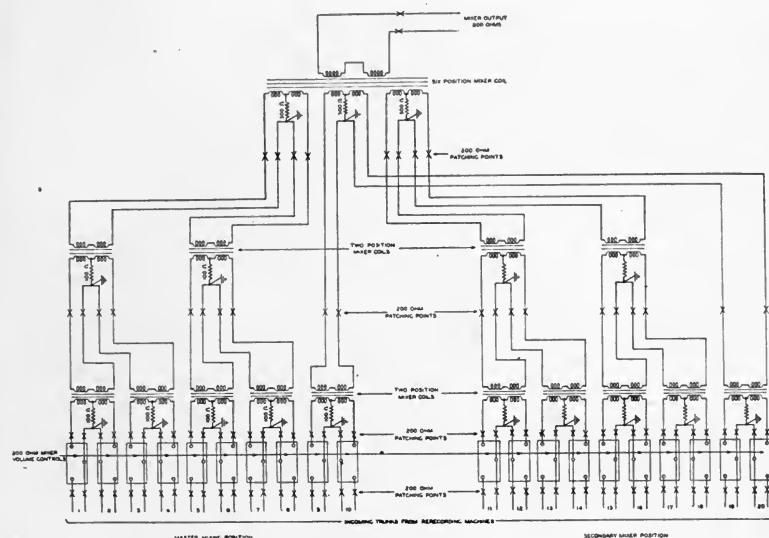 MIXER OUTPUT
200 OHMS
SIX POSITION MIXER COIL
200 OHM
PATCHING POINTS
TWO POSITION
MIXER COILS
200 OHM
PATCHING POINTS
TWO POSITION
MIXER COILS
200 OHM
PATCHING POINTS
200 OHM MIXER
VOLUME CONTROLS
200 OHM
PATCHING POINTS
1 2 3 4 5 6 7 8 9 10 11 12 13 14 15 16 17 18 19 20
INCOMING TRUNKS FROM RERECORDING MACHINES
MASTER MIXING POSITION
SECONDARY MIXER POSITION